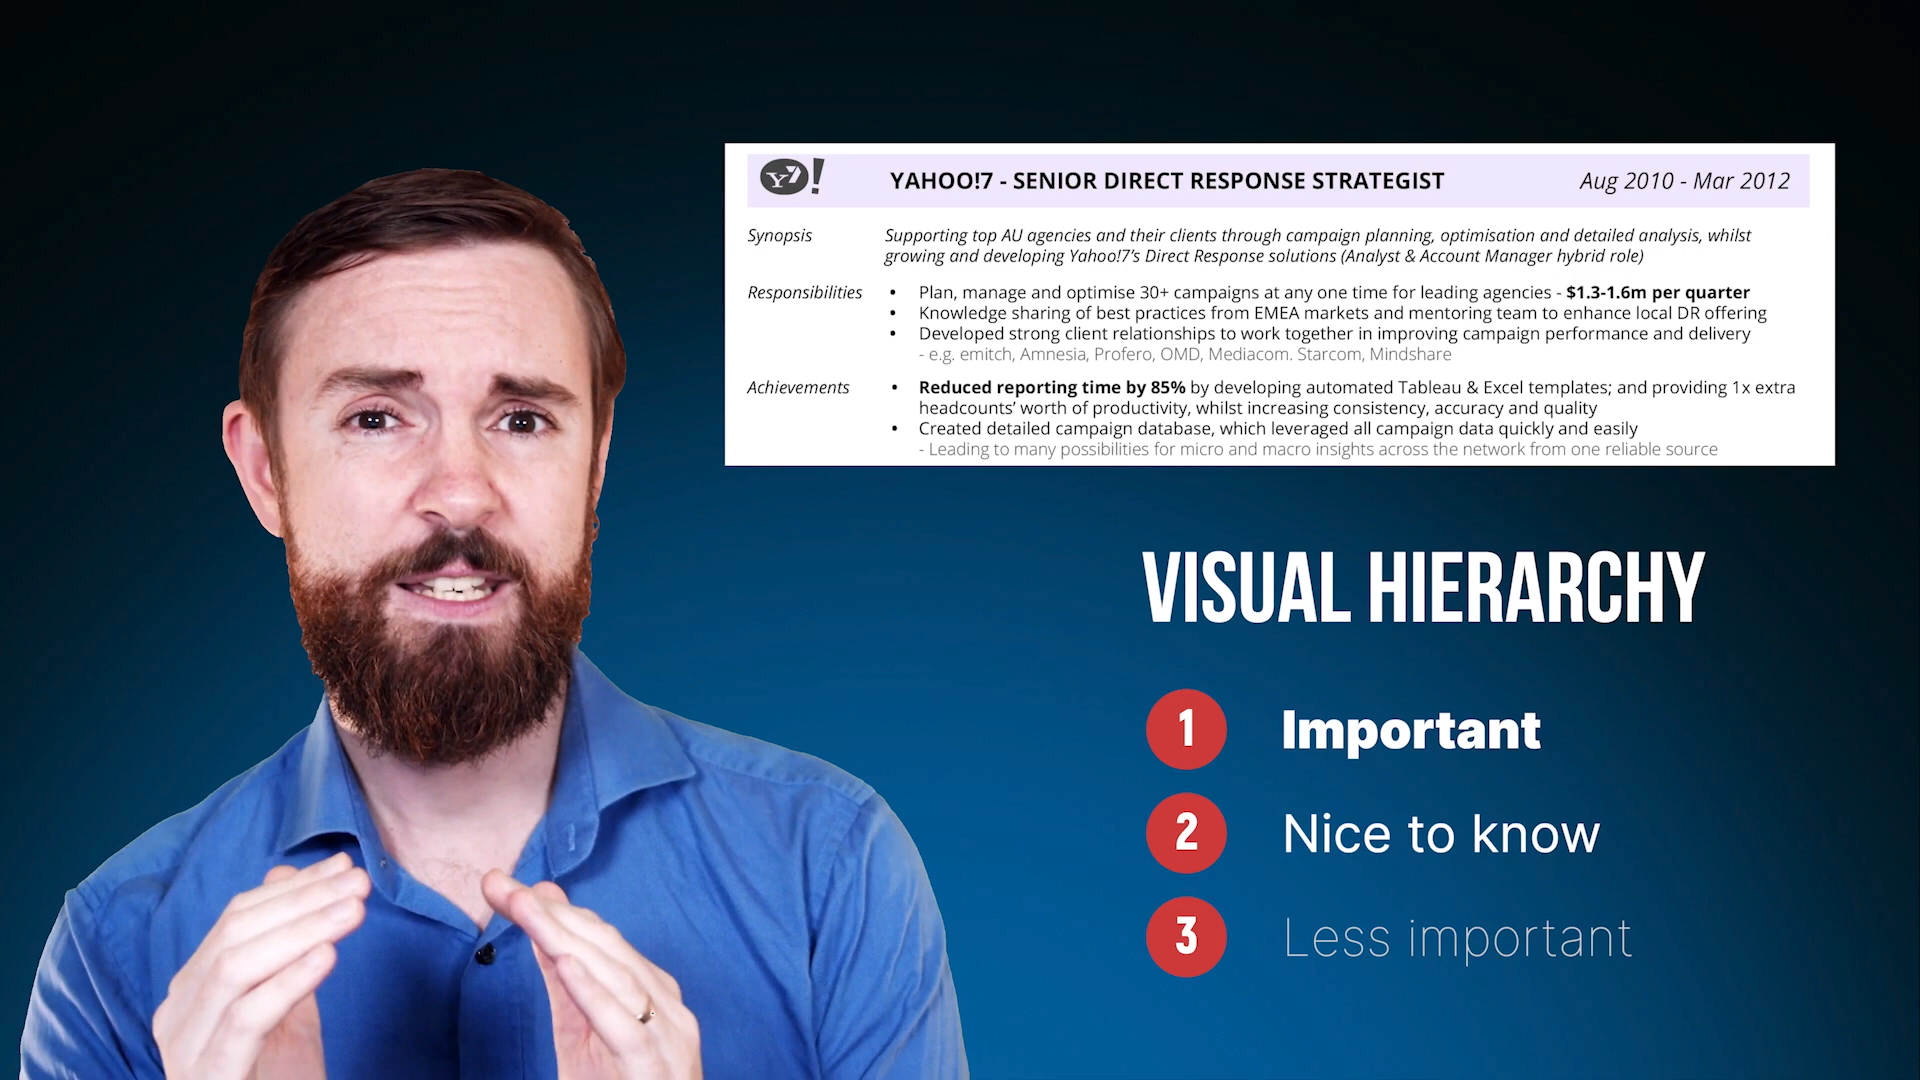 Y7!
YAHOO!7 - SENIOR DIRECT RESPONSE STRATEGIST
Aug 2010 - Mar 2012
Synopsis
Supporting top AU agencies and their clients through campaign planning, optimisation and detailed analysis, whilst
growing and developing Yahoo!7's Direct Response solutions (Analyst & Account Manager hybrid role)
Responsibilities
• Plan, manage and optimise 30+ campaigns at any one time for leading agencies - $1.3-1.6m per quarter
• Knowledge sharing of best practices from EMEA markets and mentoring team to enhance local DR offering
• Developed strong client relationships to work together in improving campaign performance and delivery
- e.g. emitch, Amnesia, Profero, OMD, Mediacom. Starcom, Mindshare
Achievements
• Reduced reporting time by 85% by developing automated Tableau & Excel templates; and providing 1x extra
headcounts' worth of productivity, whilst increasing consistency, accuracy and quality
• Created detailed campaign database, which leveraged all campaign data quickly and easily
- Leading to many possibilities for micro and macro insights across the network from one reliable source
VISUAL HIERARCHY
1 Important
2 Nice to know
3 Less important